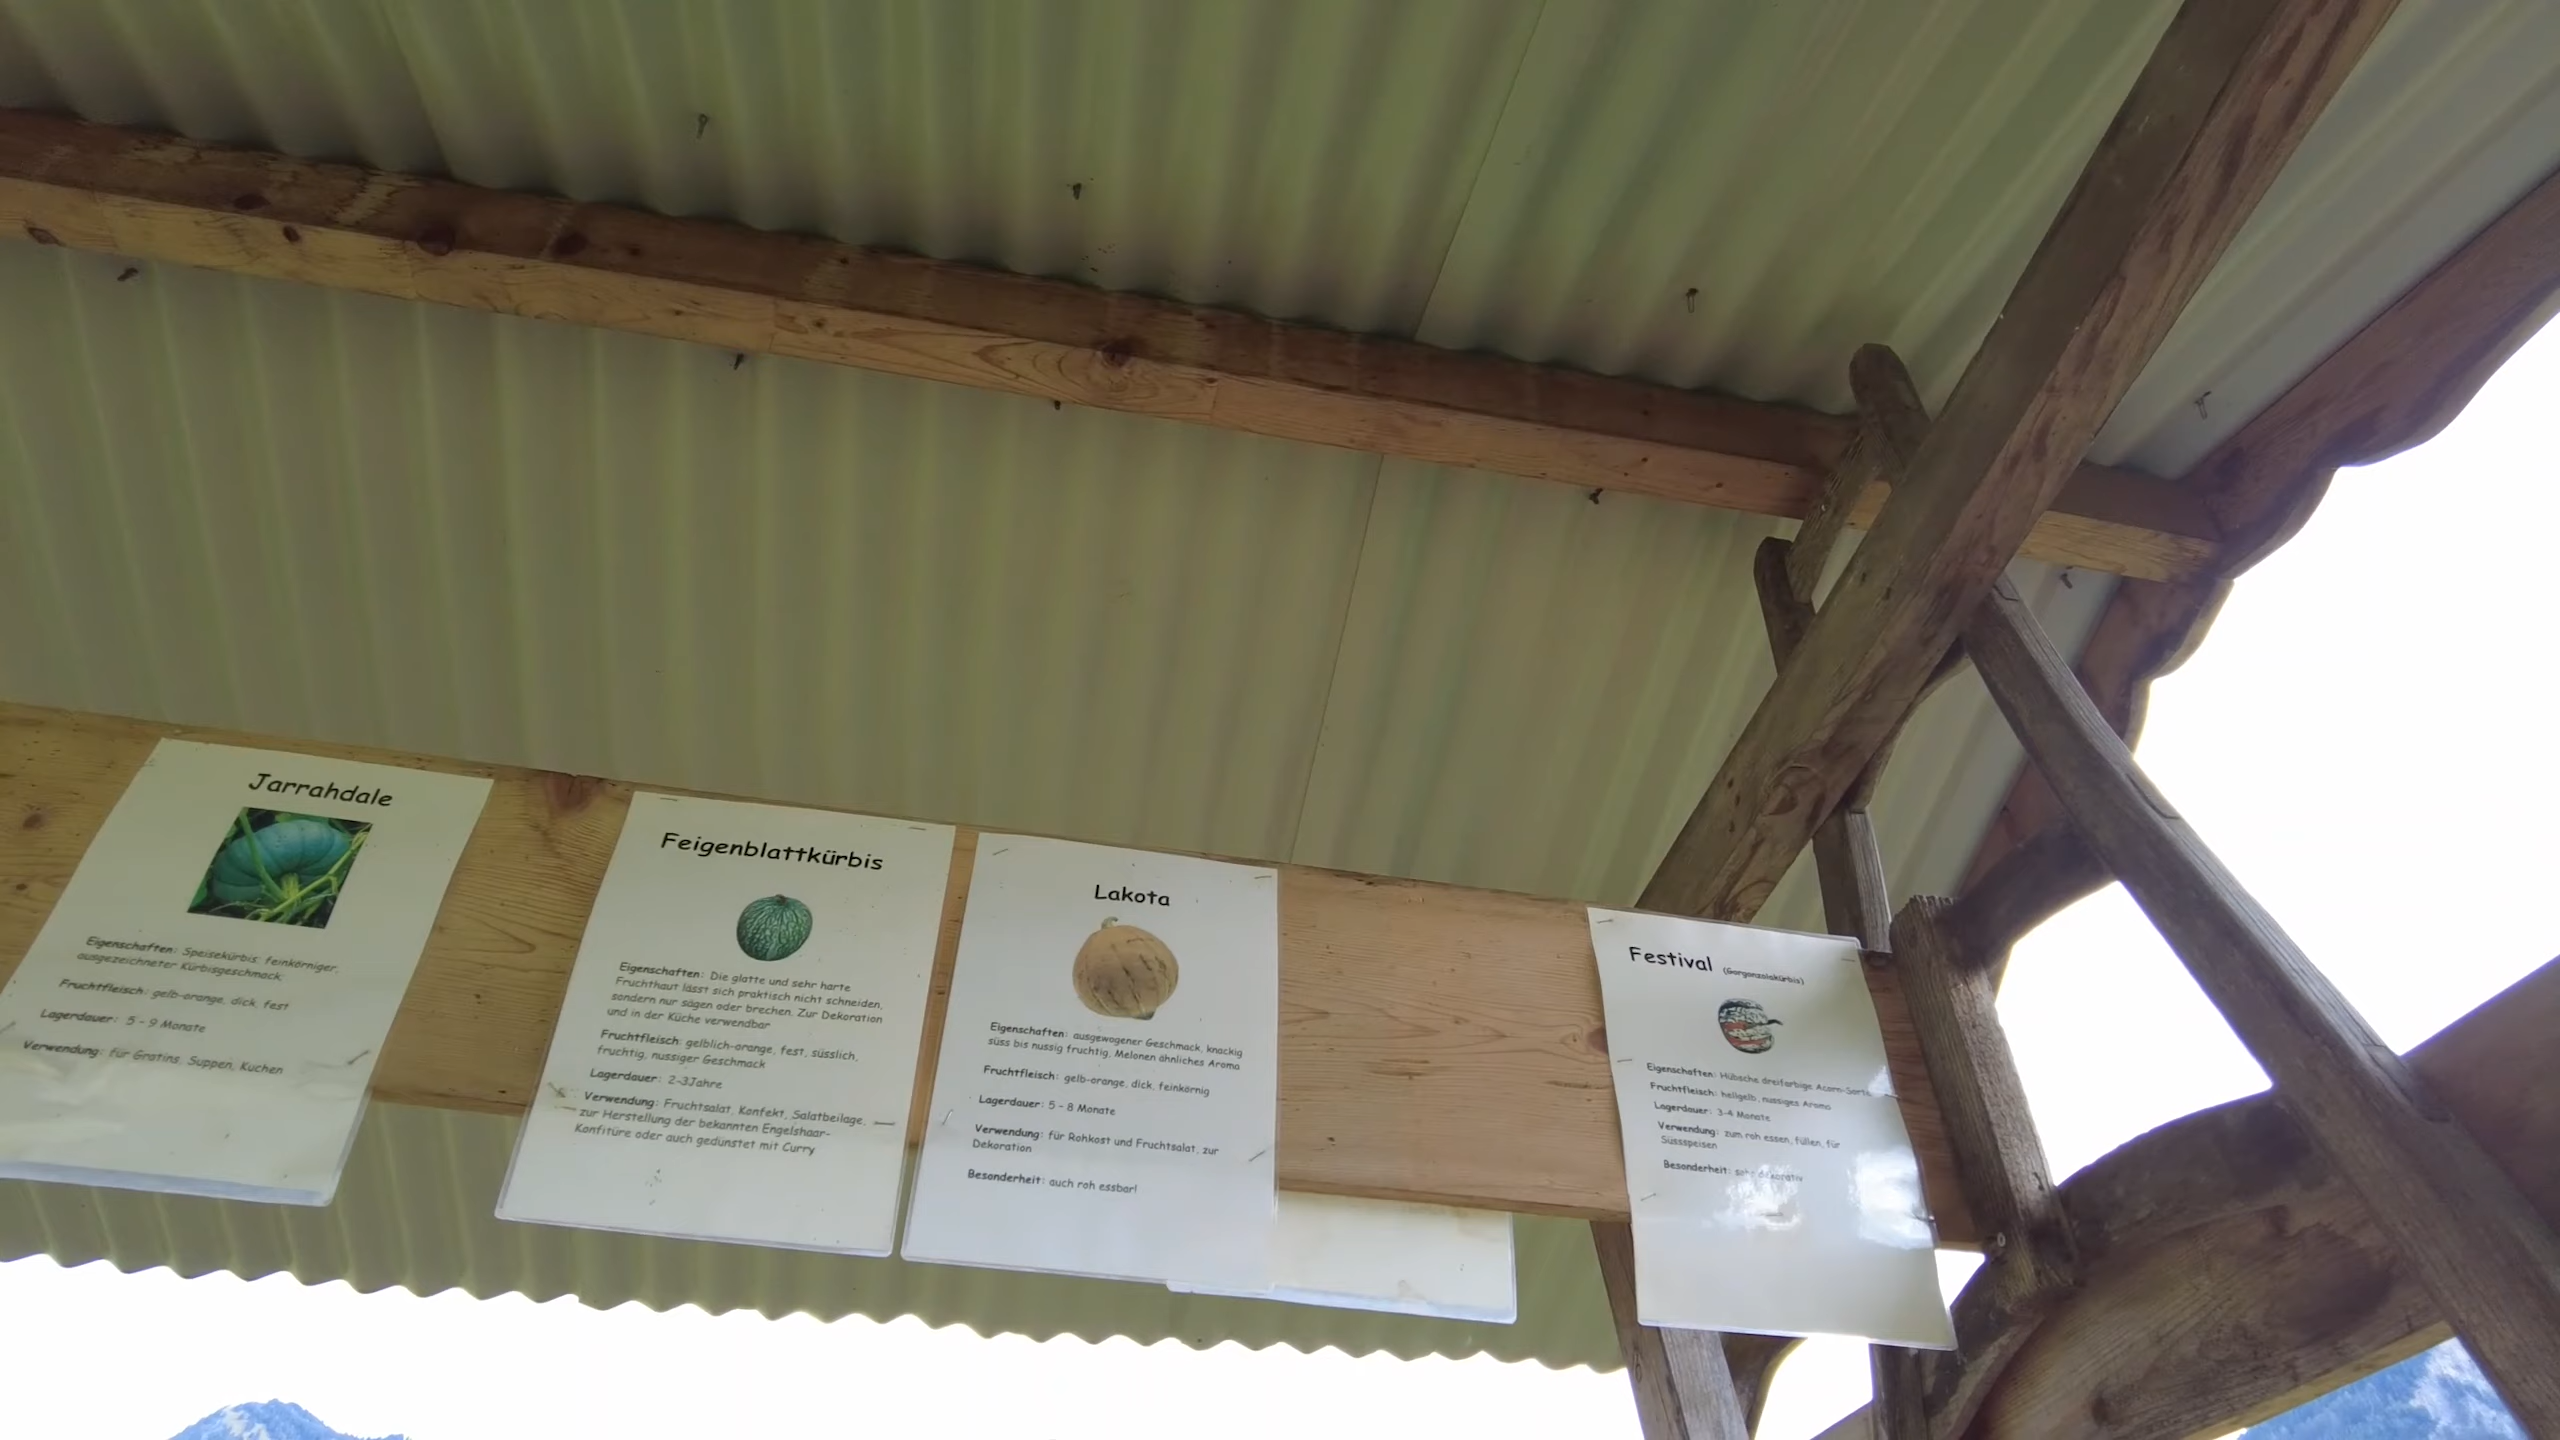 Jarrahdale
Eigenschaften: Speisekürbis: feinkörniger,
ausgezeichneter Kürbisgeschmack;
Fruchtfleisch: gelb-orange, dick, fest
Lagerdauer: 5 - 9 Monate
Verwendung: für Gratins, Suppen, Kuchen
Feigenblattkürbis
Eigenschaften: Die glatte und sehr harte
Fruchthaut lässt sich praktisch nicht schneiden,
sondern nur sägen oder brechen. Zur Dekoration
und in der Küche verwendbar
Fruchtfleisch: gelblich-orange, fest, süsslich,
fruchtig, nussiger Geschmack
Lagerdauer: 2-3Jahre
Verwendung: Fruchtsalat, Konfekt, Salatbeilage,
zur Herstellung der bekannten Engelshaar-
Konfitüre oder auch gedünstet mit Curry
Lakota
Eigenschaften: ausgewogener Geschmack, knackig
süss bis nussig fruchtig, Melonen ähnliches Aroma
Fruchtfleisch: gelb-orange, dick, feinkörnig
Lagerdauer: 5 - 8 Monate
Verwendung: für Rohkost und Fruchtsalat, zur
Dekoration
Besonderheit: auch roh essbar!
Festival (Gorgonzolakürbis)
Eigenschaften: Hübsche dreifarbige Acorn-Sorte
Fruchtfleisch: hellgelb, nussiges Aroma
Lagerdauer: 3-4 Monate
Verwendung: zum roh essen, füllen, für
Süssspeisen
Besonderheit: sehr dekorativ